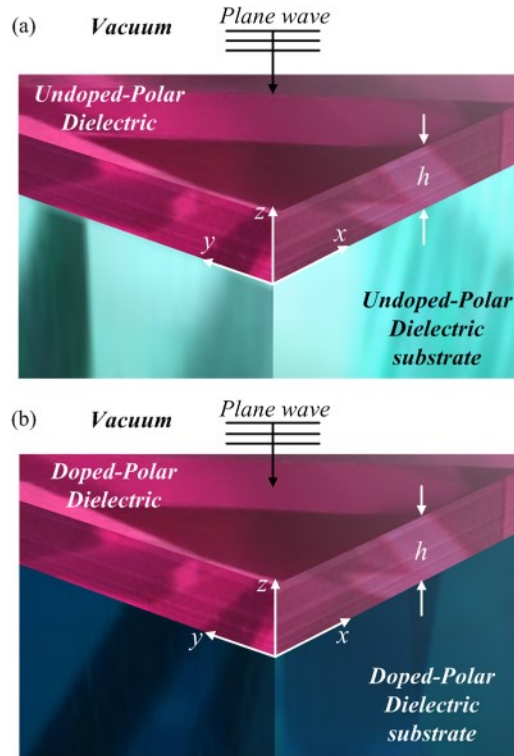 (a)
Vacuum
Plane wave
Undoped-Polar
Dielectric
h
z
y
x
Undoped-Polar
Dielectric
substrate
(b)
Vacuum
Plane wave
Doped-Polar
Dielectric
h
z
y
x
Doped-Polar
Dielectric
substrate